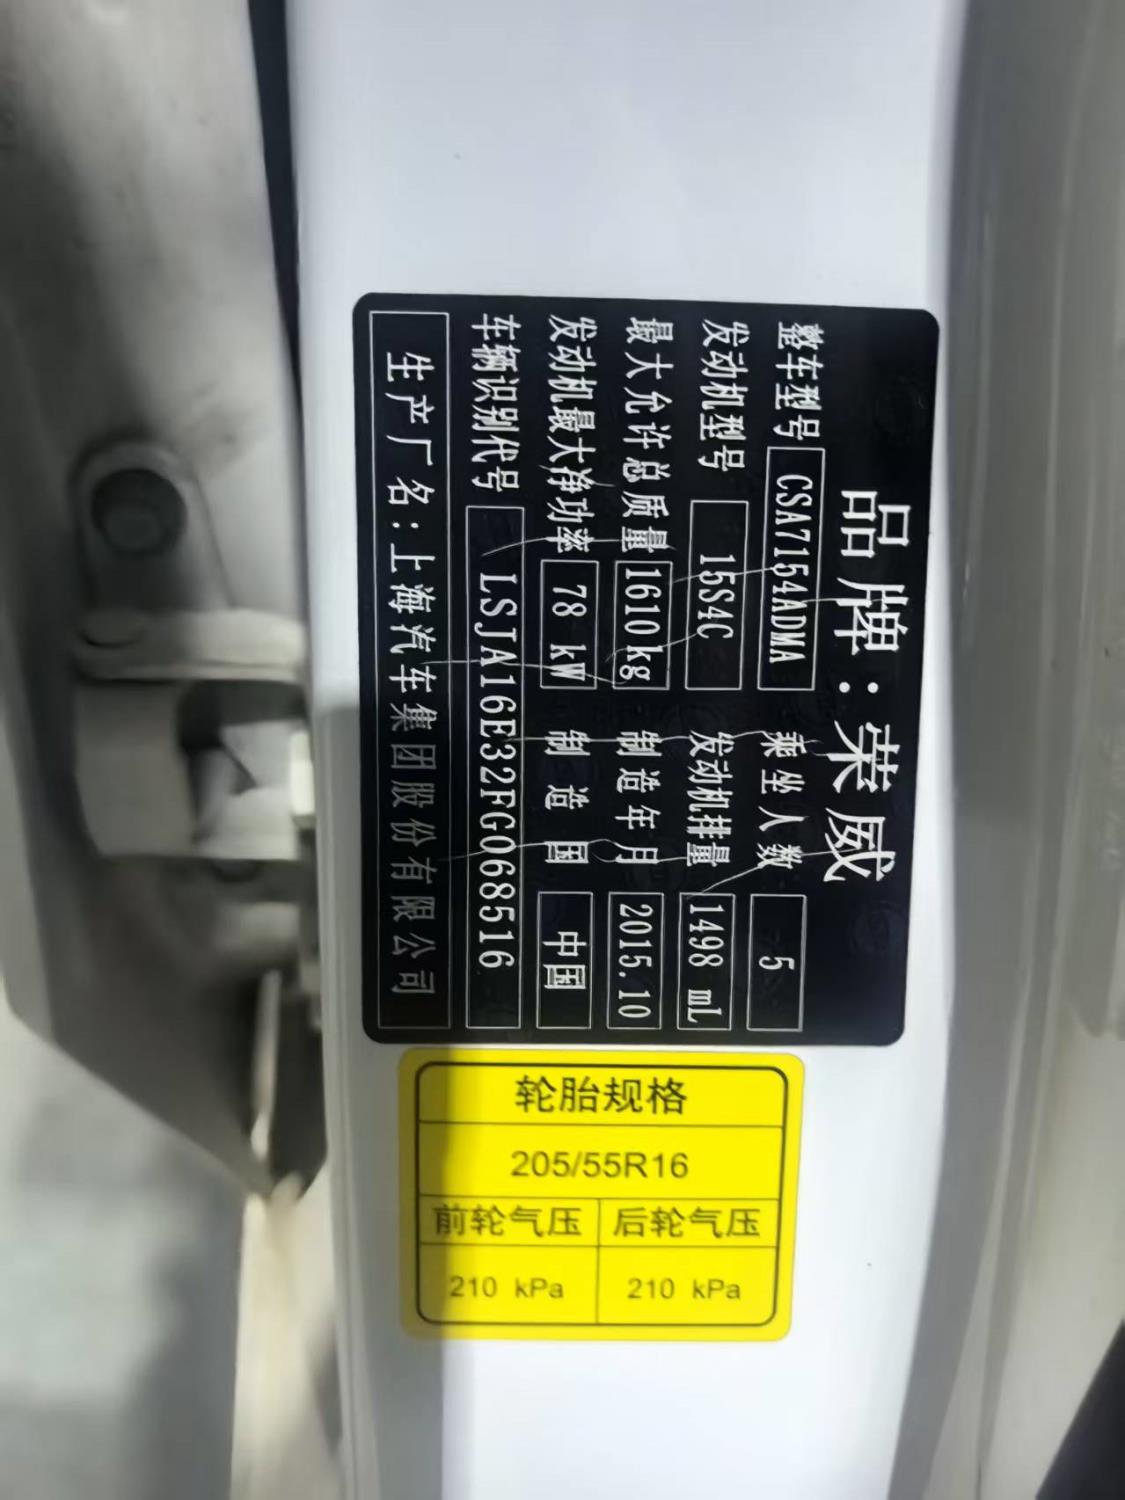 品牌：荣威
整车型号 CSA7154ADMA 乘坐人数 5
发动机型号 15S4C 发动机排量 1498 mL
最大允许总质量 1610kg 制造年月 2015.10
发动机最大净功率 78 kW 制造国 中国
车辆识别代号 LSJA16E32FG068516
生产厂名：上海汽车集团股份有限公司
轮胎规格
205/55R16
前轮气压 后轮气压
210 kPa 210 kPa